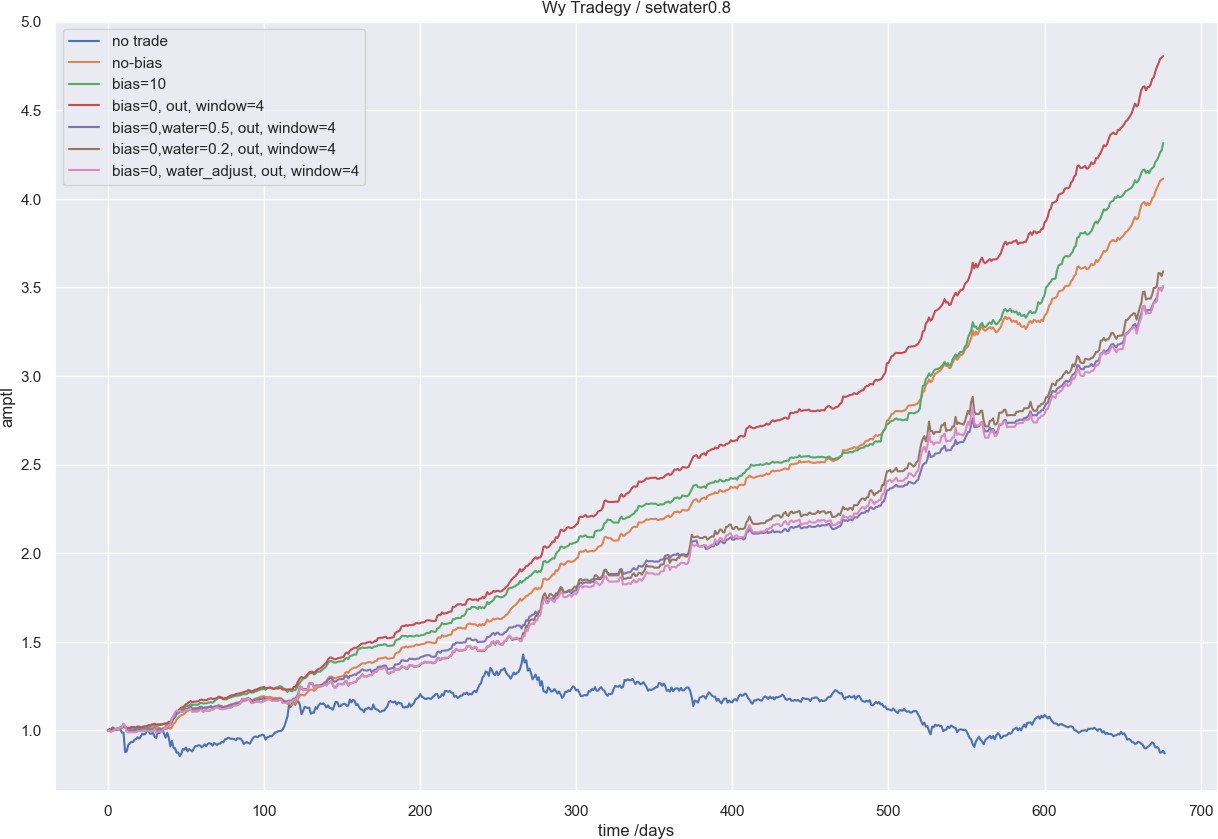 Wy Tradegy / setwater0.8
5.0
4.5
4.0
3.5
3.0
2.5
2.0
1.5
1.0
amptl
no trade
no-bias
bias=10
bias=0, out, window=4
bias=0,water=0.5, out, window=4
bias=0,water=0.2, out, window=4
bias=0, water_adjust, out, window=4
0 100 200 300 400 500 600 700
time /days